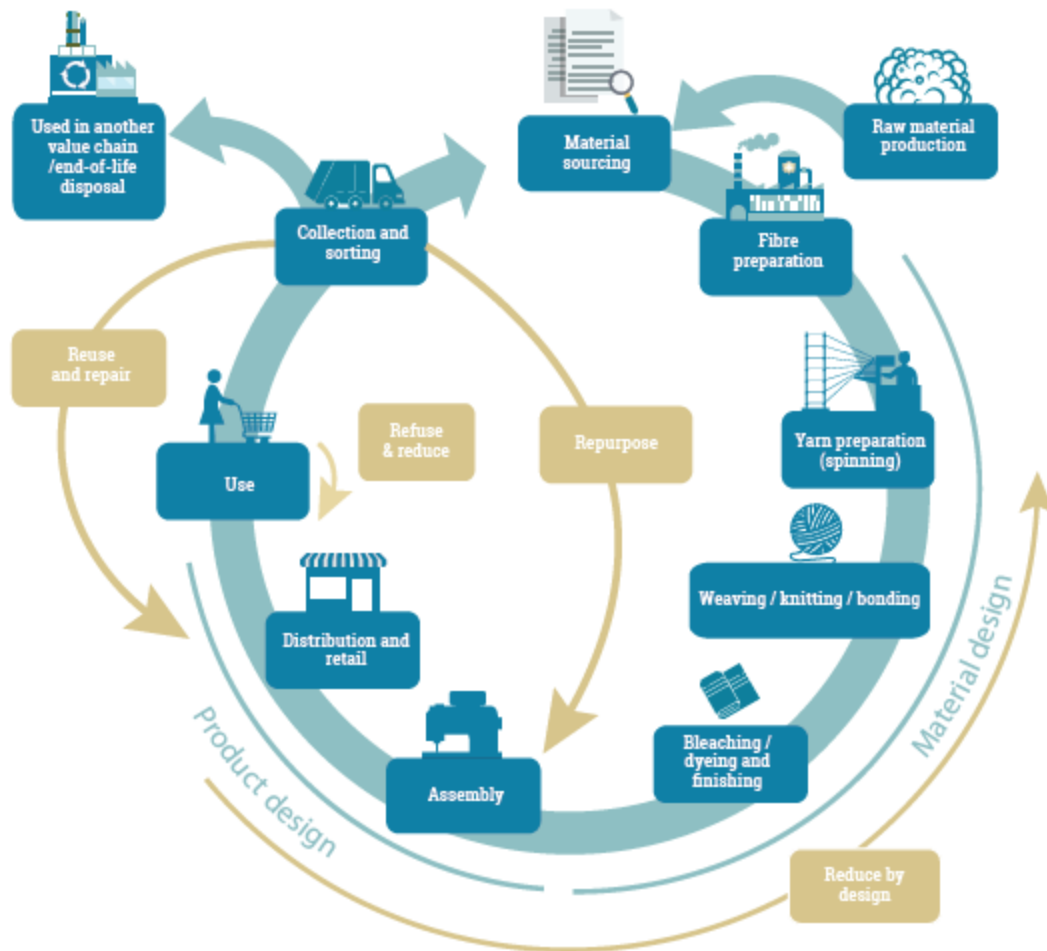 Used in another
value chain
/end-of-life
disposal
Material
sourcing
Raw material
production
Collection and
sorting
Fibre
preparation
Reuse
and repair
Refuse
& reduce
Repurpose
Yarn preparation
(spinning)
Use
Weaving / knitting / bonding
Distribution and
retail
Bleaching /
dyeing and
finishing
Assembly
Product design
Material design
Reduce by
design